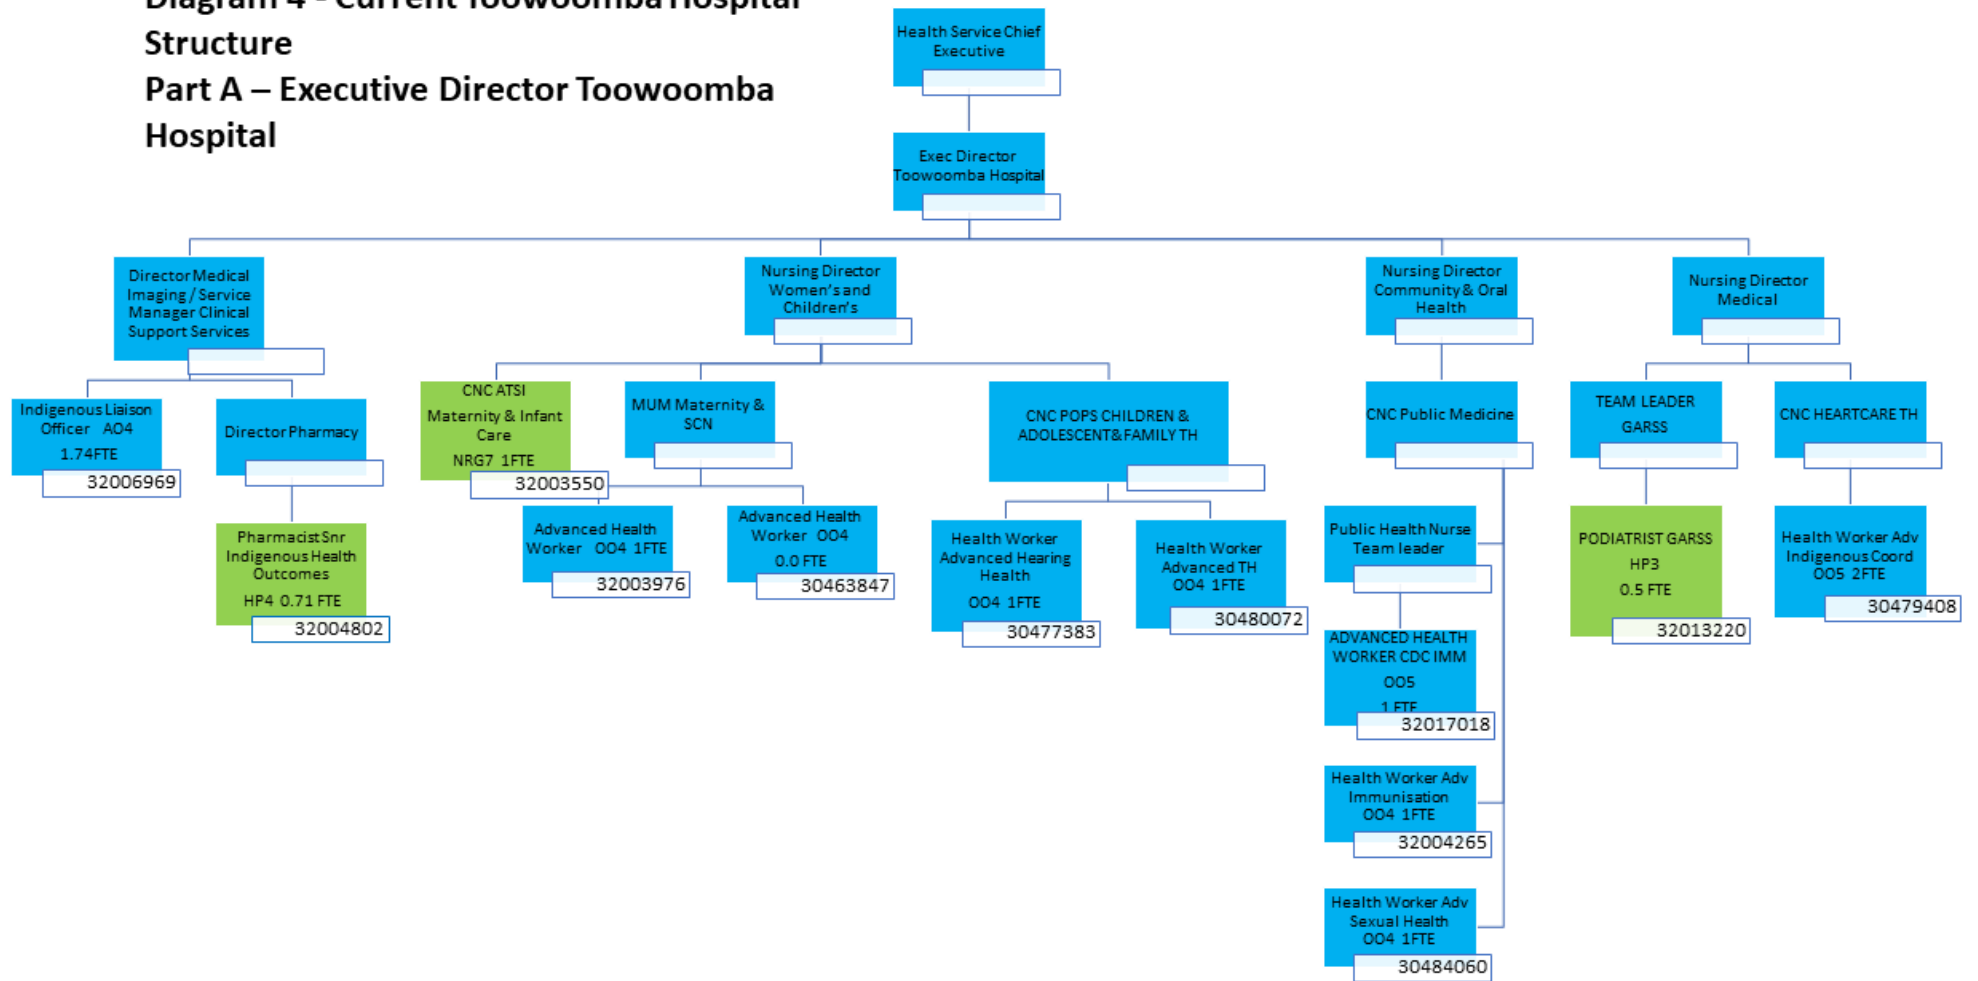 Diagram 4 - Current Toowoomba Hospital
Structure
Part A – Executive Director Toowoomba
Hospital
Health Service Chief
Executive
Exec Director
Toowoomba Hospital
Director Medical
Imaging / Service
Manager Clinical
Support Services
Nursing Director
Women's and
Children's
Nursing Director
Community & Oral
Health
Nursing Director
Medical
Indigenous Liaison
Officer AO4
1.74FTE
32006969
Director Pharmacy
CNC ATSI
Maternity & Infant
Care
NRG7 1FTE
32003550
MUM Maternity &
SCN
CNC POPS CHILDREN &
ADOLESCENT& FAMILY TH
CNC Public Medicine
TEAM LEADER
GARSS
CNC HEARTCARE TH
Pharmacist Snr
Indigenous Health
Outcomes
HP4 0.71 FTE
32004802
Advanced Health
Worker OO4 1FTE
32003976
Advanced Health
Worker OO4
0.0 FTE
30463847
Health Worker
Advanced Hearing
Health
OO4 1FTE
30477383
Health Worker
Advanced TH
OO4 1FTE
30480072
Public Health Nurse
Team leader
PODIATRIST GARSS
HP3
0.5 FTE
32013220
Health Worker Adv
Indigenous Coord
OO5 2FTE
30479408
ADVANCED HEALTH
WORKER CDC IMM
OO5
1 FTE
32017018
Health Worker Adv
Immunisation
OO4 1FTE
32004265
Health Worker Adv
Sexual Health
OO4 1FTE
30484060